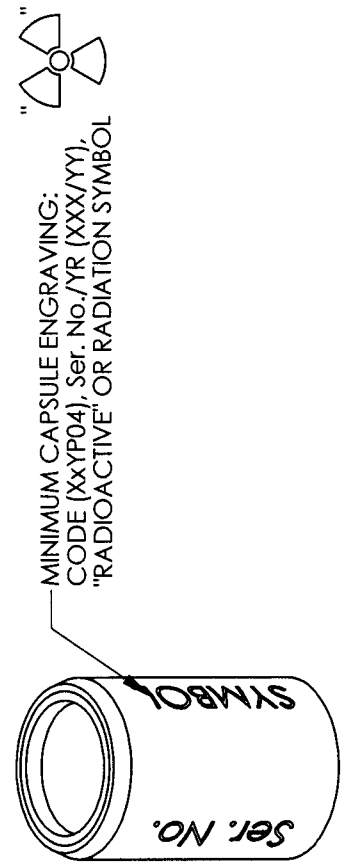 MINIMUM CAPSULE ENGRAVING:
CODE (XxYP04), Ser. No./YR (XXX/YY),
"RADIOACTIVE" OR RADIATION SYMBOL
" "
Ser. No.
SYMBOL